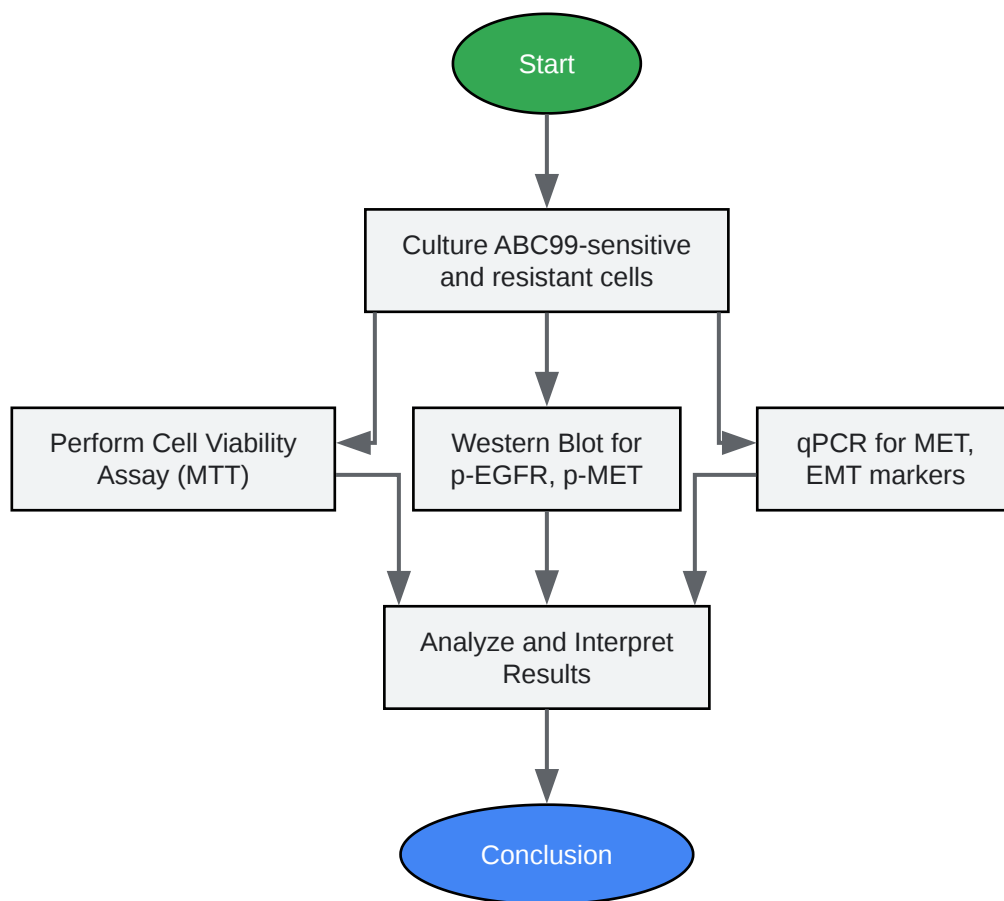 Start
Culture ABC99-sensitive
and resistant cells
Perform Cell Viability
Assay (MTT)
Western Blot for
p-EGFR, p-MET
qPCR for MET,
EMT markers
Analyze and Interpret
Results
Conclusion